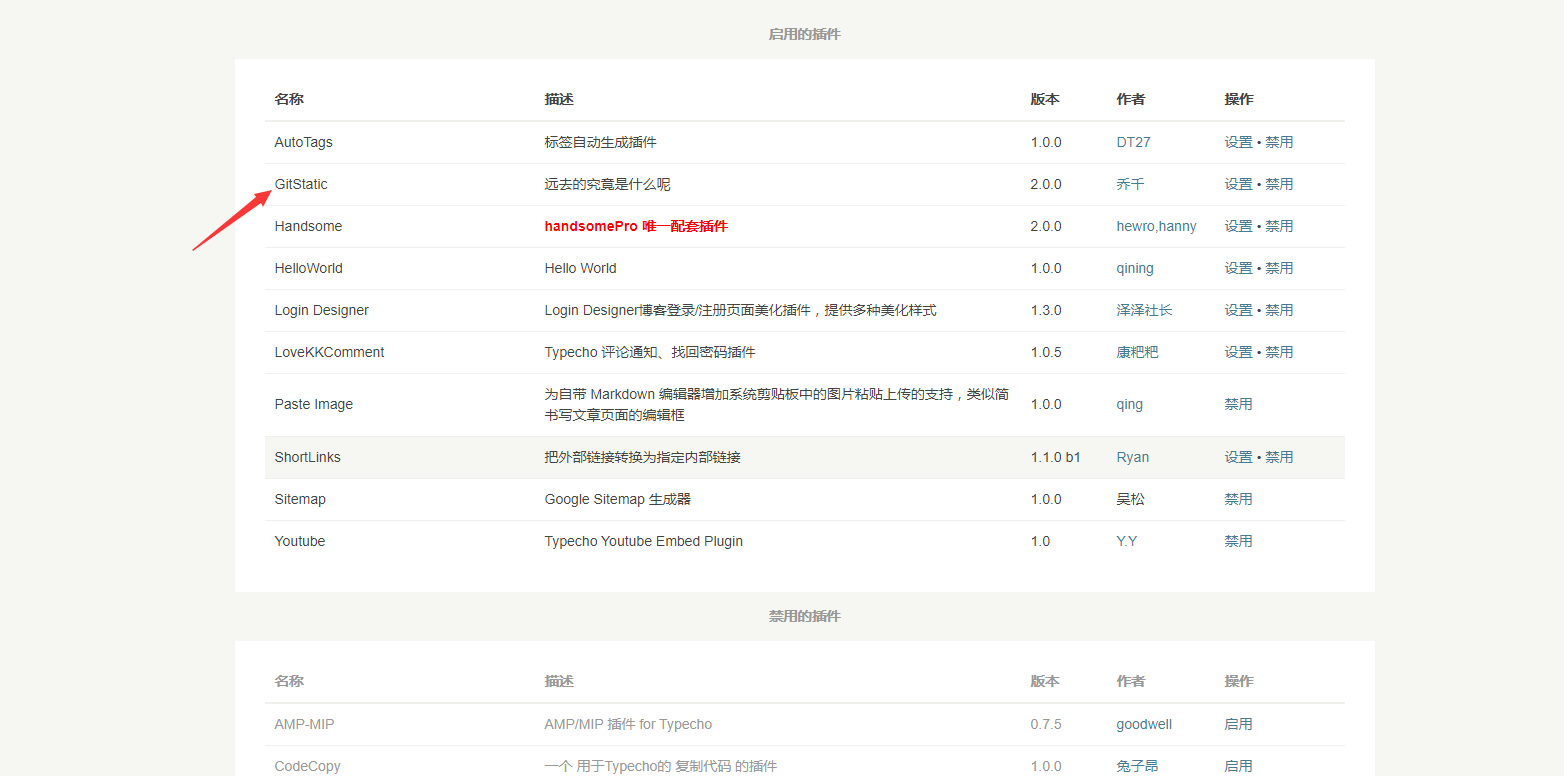 启用的插件
名称 描述 版本 作者 操作
AutoTags 标签自动生成插件 1.0.0 DT27 设置 • 禁用
GitStatic 远去的究竟是什么呢 2.0.0 乔千 设置 • 禁用
Handsome handsomePro 唯一配套插件 2.0.0 hewro,hanny 设置 • 禁用
HelloWorld Hello World 1.0.0 qining 设置 • 禁用
Login Designer Login Designer博客登录/注册页面美化插件，提供多种美化样式 1.3.0 泽泽社长 设置 • 禁用
LoveKKComment Typecho 评论通知、找回密码插件 1.0.5 康粑粑 设置 • 禁用
Paste Image 为自带 Markdown 编辑器增加系统剪贴板中的图片粘贴上传的支持，类似简
书写文章页面的编辑框 1.0.0 qing 禁用
ShortLinks 把外部链接转换为指定内部链接 1.1.0 b1 Ryan 设置 • 禁用
Sitemap Google Sitemap 生成器 1.0.0 吴松 禁用
Youtube Typecho Youtube Embed Plugin 1.0 Y.Y 禁用
禁用的插件
名称 描述 版本 作者 操作
AMP-MIP AMP/MIP 插件 for Typecho 0.7.5 goodwell 启用
CodeCopy 一个 用于Typecho的 复制代码 的插件 1.0.0 兔子昂 启用